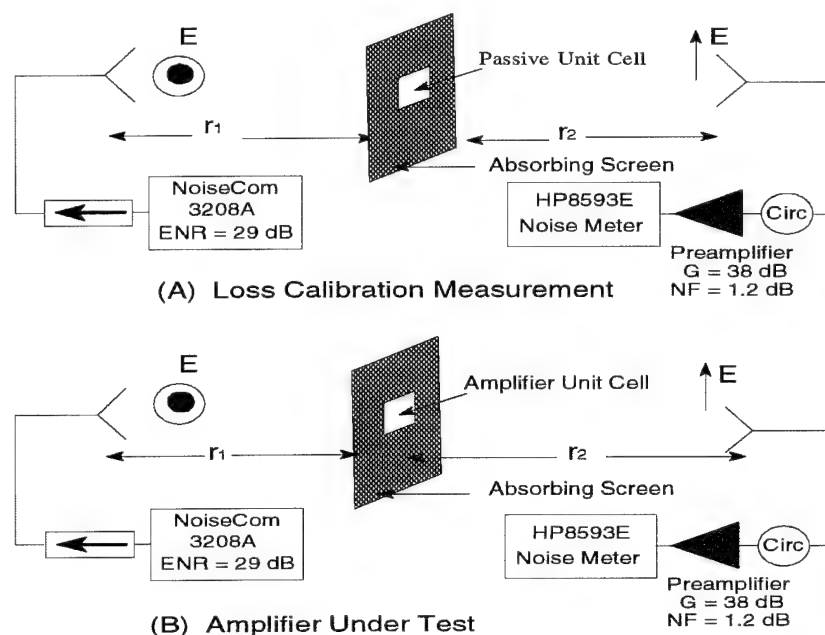 E
Passive Unit Cell
E
r1
r2
Absorbing Screen
NoiseCom
3208A
ENR = 29 dB
HP8593E
Noise Meter
Circ
Preamplifier
G = 38 dB
NF = 1.2 dB
(A) Loss Calibration Measurement
E
Amplifier Unit Cell
E
r1
r2
Absorbing Screen
NoiseCom
3208A
ENR = 29 dB
HP8593E
Noise Meter
Circ
Preamplifier
G = 38 dB
NF = 1.2 dB
(B) Amplifier Under Test